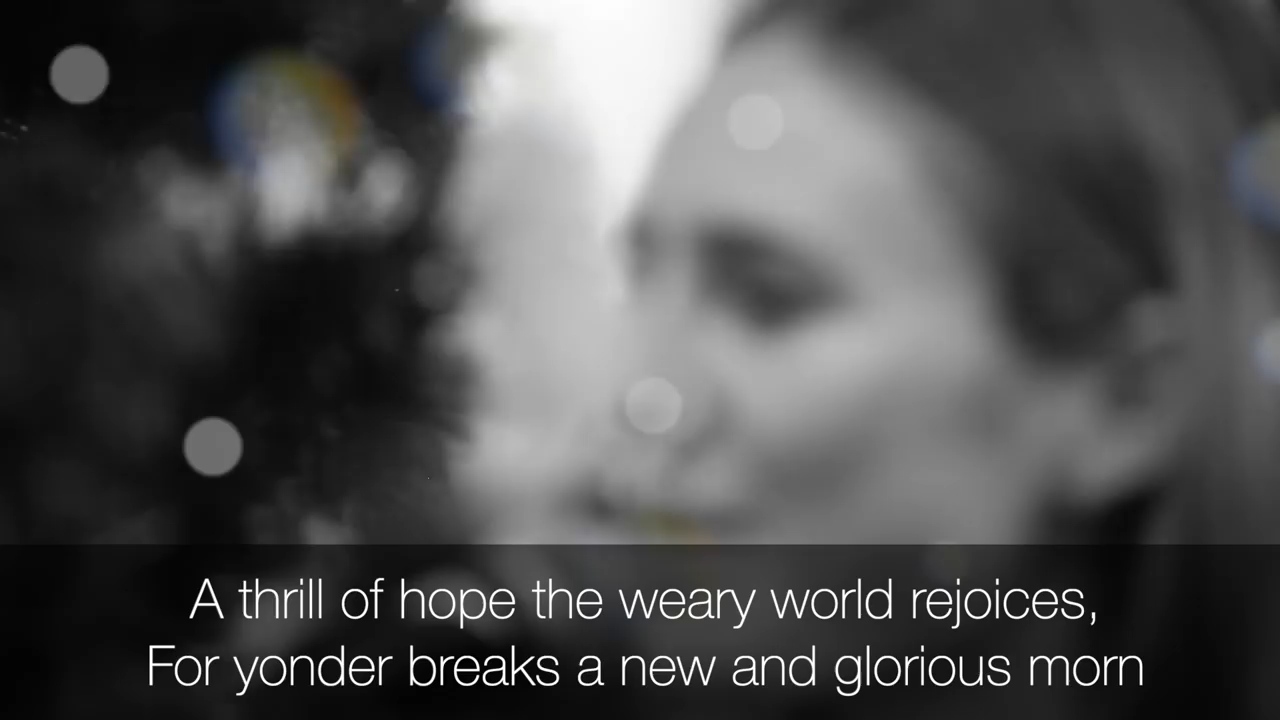 A thrill of hope the weary world rejoices,
For yonder breaks a new and glorious morn